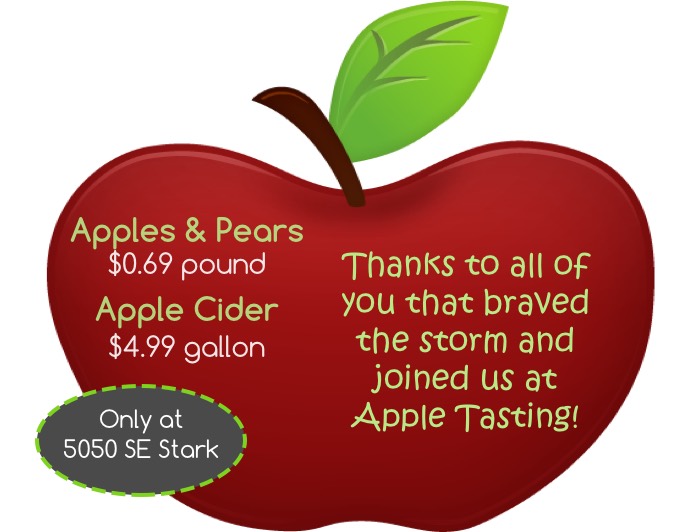 Apples & Pears
$0.69 pound
Apple Cider
$4.99 gallon
Only at
5050 SE Stark
Thanks to all of
you that braved
the storm and
joined us at
Apple Tasting!